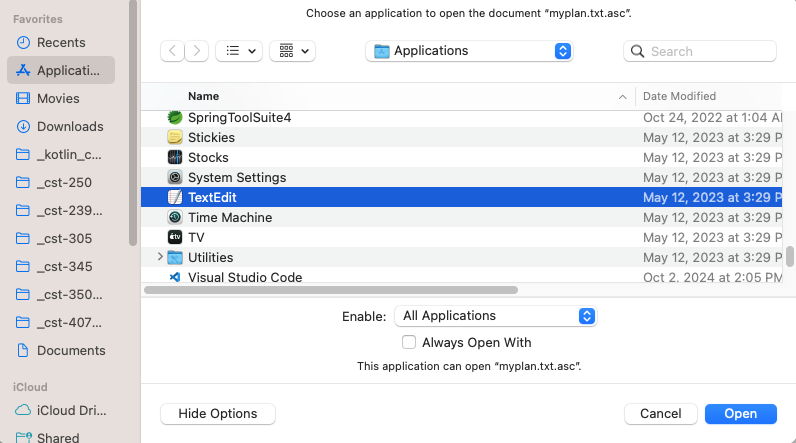 Choose an application to open the document “myplan.txt.asc”.
Favorites
Recents
Applicati...
Movies
Downloads
_kotlin_c...
_cst-250
_cst-239...
_cst-305
_cst-345
_cst-350...
_cst-407...
Documents
iCloud
iCloud Dri...
Shared
Applications
Search
Name Date Modified
SpringToolSuite4 Oct 24, 2022 at 1:04 A
Stickies May 12, 2023 at 3:29 P
Stocks May 12, 2023 at 3:29 P
System Settings May 12, 2023 at 3:29 P
TextEdit May 12, 2023 at 3:29 P
Time Machine May 12, 2023 at 3:29 P
TV May 12, 2023 at 3:29 P
Utilities May 12, 2023 at 3:29 P
Visual Studio Code Oct 2, 2024 at 2:05 PM
Enable: All Applications
Always Open With
This application can open “myplan.txt.asc”.
Hide Options Cancel Open